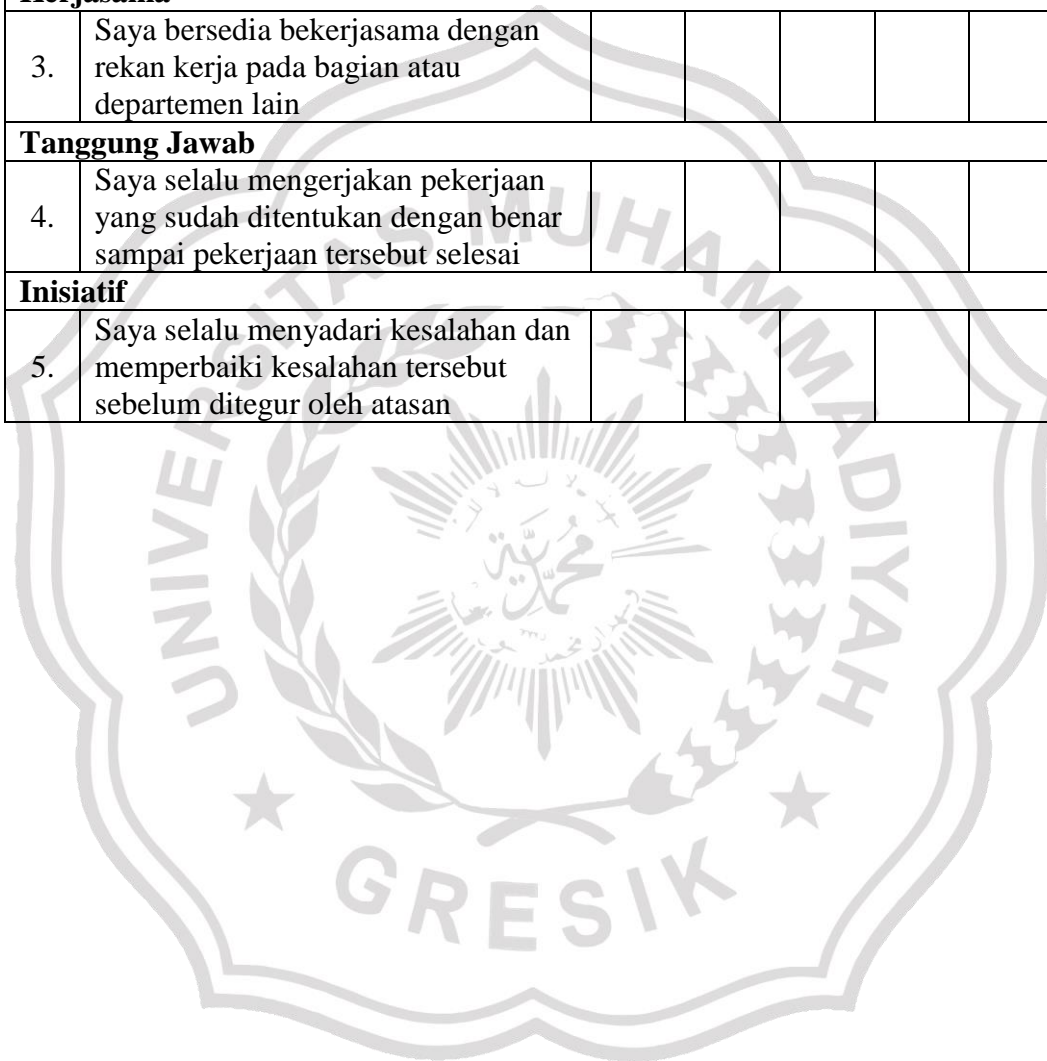 Kerjasama
Saya bersedia bekerjasama dengan
3. rekan kerja pada bagian atau
departemen lain
Tanggung Jawab
Saya selalu mengerjakan pekerjaan
4. yang sudah ditentukan dengan benar
sampai pekerjaan tersebut selesai
Inisiatif
Saya selalu menyadari kesalahan dan
5. memperbaiki kesalahan tersebut
sebelum ditegur oleh atasan
UNIVERSITAS MUHAMMADIYAH
GRESIK